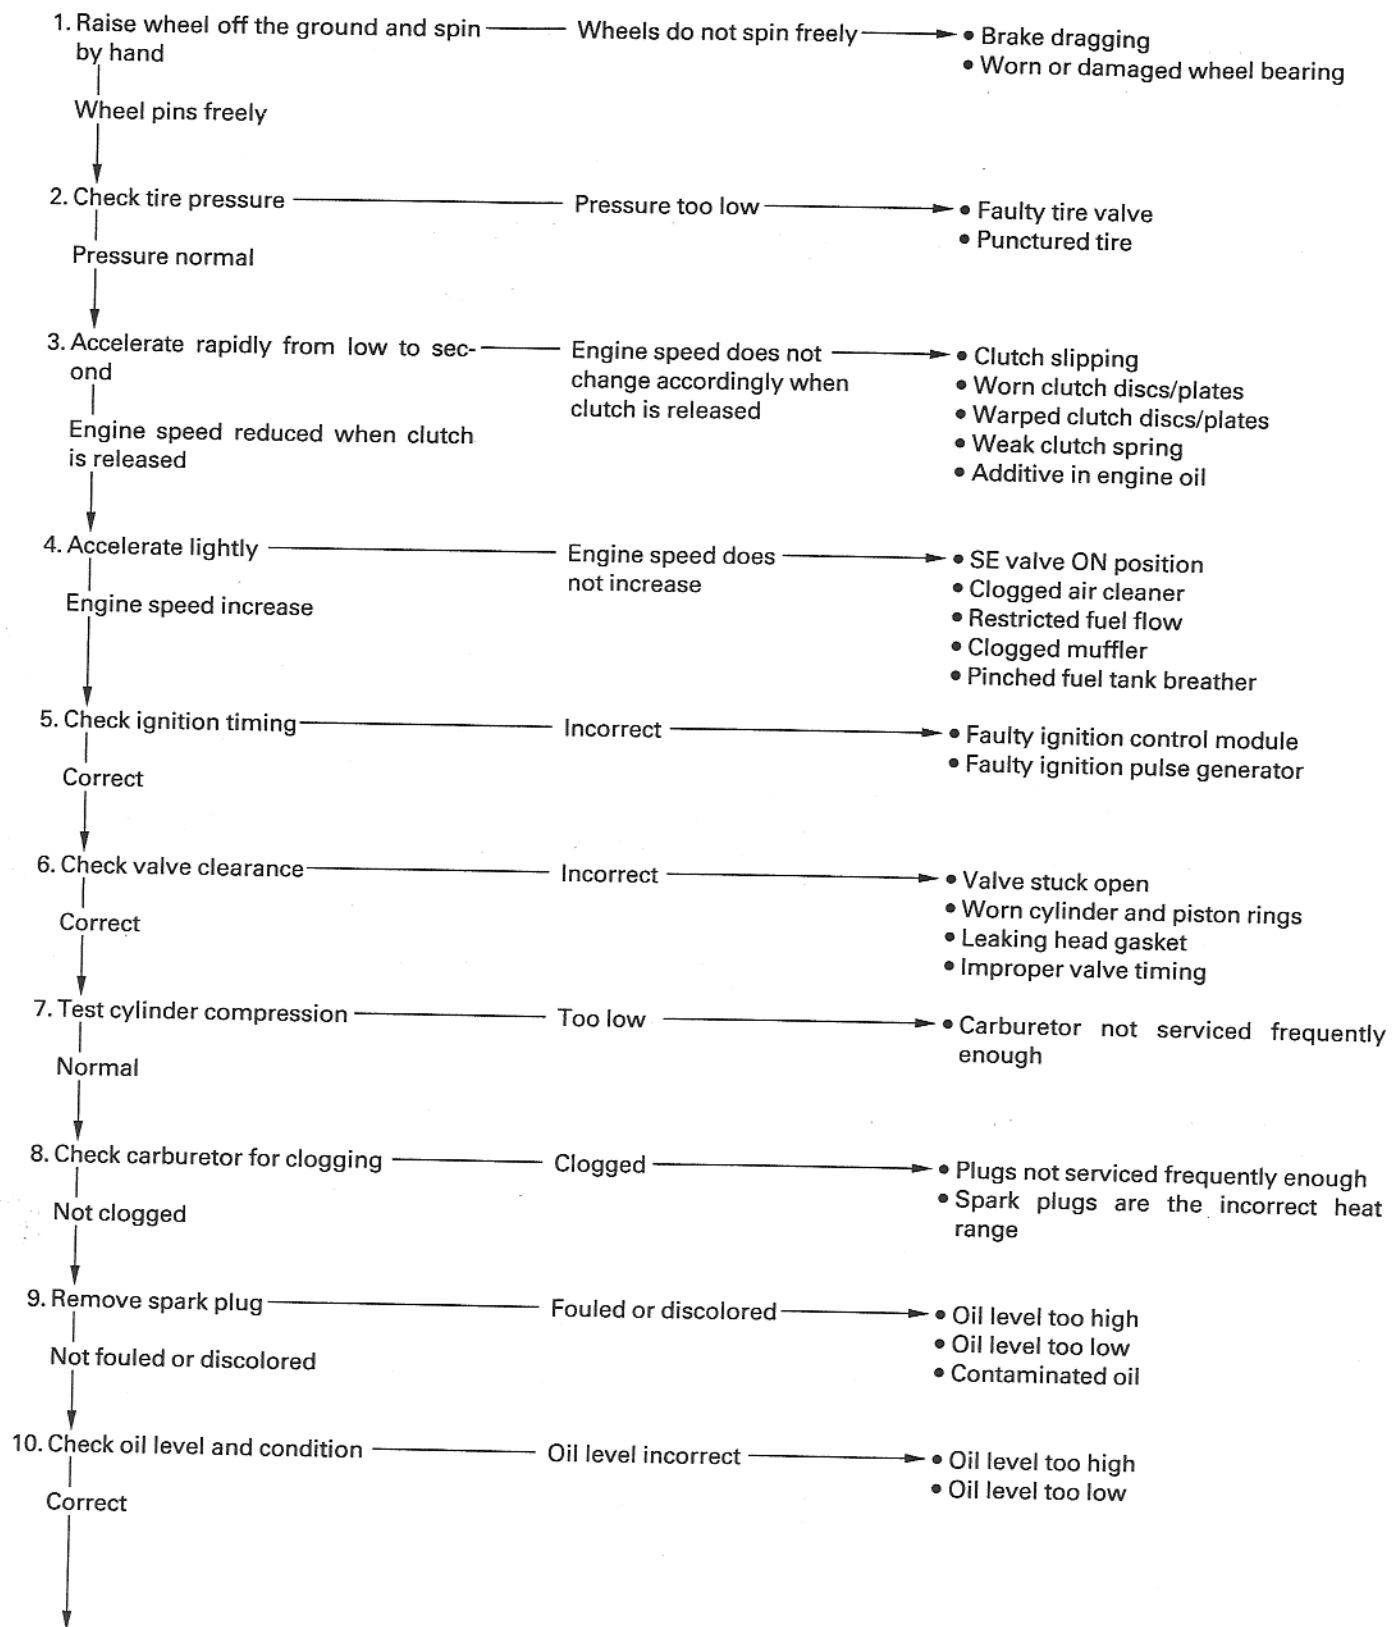 1. Raise wheel off the ground and spin
by hand
Wheels do not spin freely
• Brake dragging
• Worn or damaged wheel bearing
Wheel pins freely
2. Check tire pressure
Pressure too low
• Faulty tire valve
• Punctured tire
Pressure normal
3. Accelerate rapidly from low to sec-
ond
Engine speed does not
change accordingly when
clutch is released
• Clutch slipping
• Worn clutch discs/plates
• Warped clutch discs/plates
• Weak clutch spring
• Additive in engine oil
Engine speed reduced when clutch
is released
4. Accelerate lightly
Engine speed does
not increase
• SE valve ON position
• Clogged air cleaner
• Restricted fuel flow
• Clogged muffler
• Pinched fuel tank breather
Engine speed increase
5. Check ignition timing
Incorrect
• Faulty ignition control module
• Faulty ignition pulse generator
Correct
6. Check valve clearance
Incorrect
• Valve stuck open
• Worn cylinder and piston rings
• Leaking head gasket
• Improper valve timing
Correct
7. Test cylinder compression
Too low
• Carburetor not serviced frequently
enough
Normal
8. Check carburetor for clogging
Clogged
• Plugs not serviced frequently enough
• Spark plugs are the incorrect heat
range
Not clogged
9. Remove spark plug
Fouled or discolored
• Oil level too high
• Oil level too low
• Contaminated oil
Not fouled or discolored
10. Check oil level and condition
Oil level incorrect
• Oil level too high
• Oil level too low
Correct